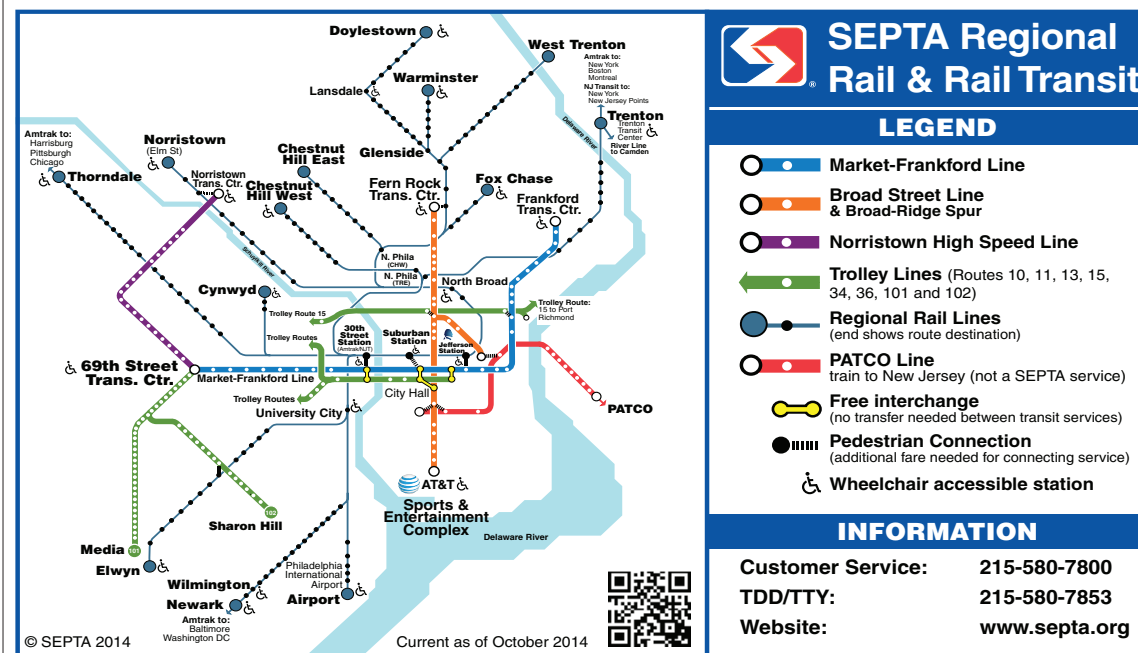 Doylestown
West Trenton
Amtrak to:
New York
Boston
Montreal
NJ Transit to:
New York
New Jersey Points
Warminster
Lansdale
Trenton
Trenton
Transit
Center
River Line
to Camden
Delaware River
Amtrak to:
Harrisburg
Pittsburgh
Chicago
Thorndale
Norristown
(Elm St)
Norristown
Trans. Ctr.
Chestnut
Hill East
Chestnut
Hill West
Glenside
Fern Rock
Trans. Ctr.
Fox Chase
Frankford
Trans. Ctr.
Schuylkill River
N. Phila
(CHW)
N. Phila
(TRE)
North Broad
Cynwyd
Trolley Route 15
Trolley Route:
15 to Port
Richmond
Trolley Routes
30th
Street
Station
(Amtrak/NJT)
Suburban
Station
Jefferson
Station
69th Street
Trans. Ctr.
Market-Frankford Line
Trolley Routes
City Hall
University City
PATCO
AT&T
Sports &
Entertainment
Complex
Delaware River
102
Sharon Hill
Media
101
Elwyn
Wilmington
Newark
Amtrak to:
Baltimore
Washington DC
Philadelphia
International
Airport
Airport
© SEPTA 2014
Current as of October 2014
SEPTA Regional
Rail & Rail Transit
®
LEGEND
Market-Frankford Line
Broad Street Line
& Broad-Ridge Spur
Norristown High Speed Line
Trolley Lines (Routes 10, 11, 13, 15,
34, 36, 101 and 102)
Regional Rail Lines
(end shows route destination)
PATCO Line
train to New Jersey (not a SEPTA service)
Free interchange
(no transfer needed between transit services)
Pedestrian Connection
(additional fare needed for connecting service)
Wheelchair accessible station
INFORMATION
Customer Service: 215-580-7800
TDD/TTY: 215-580-7853
Website: www.septa.org